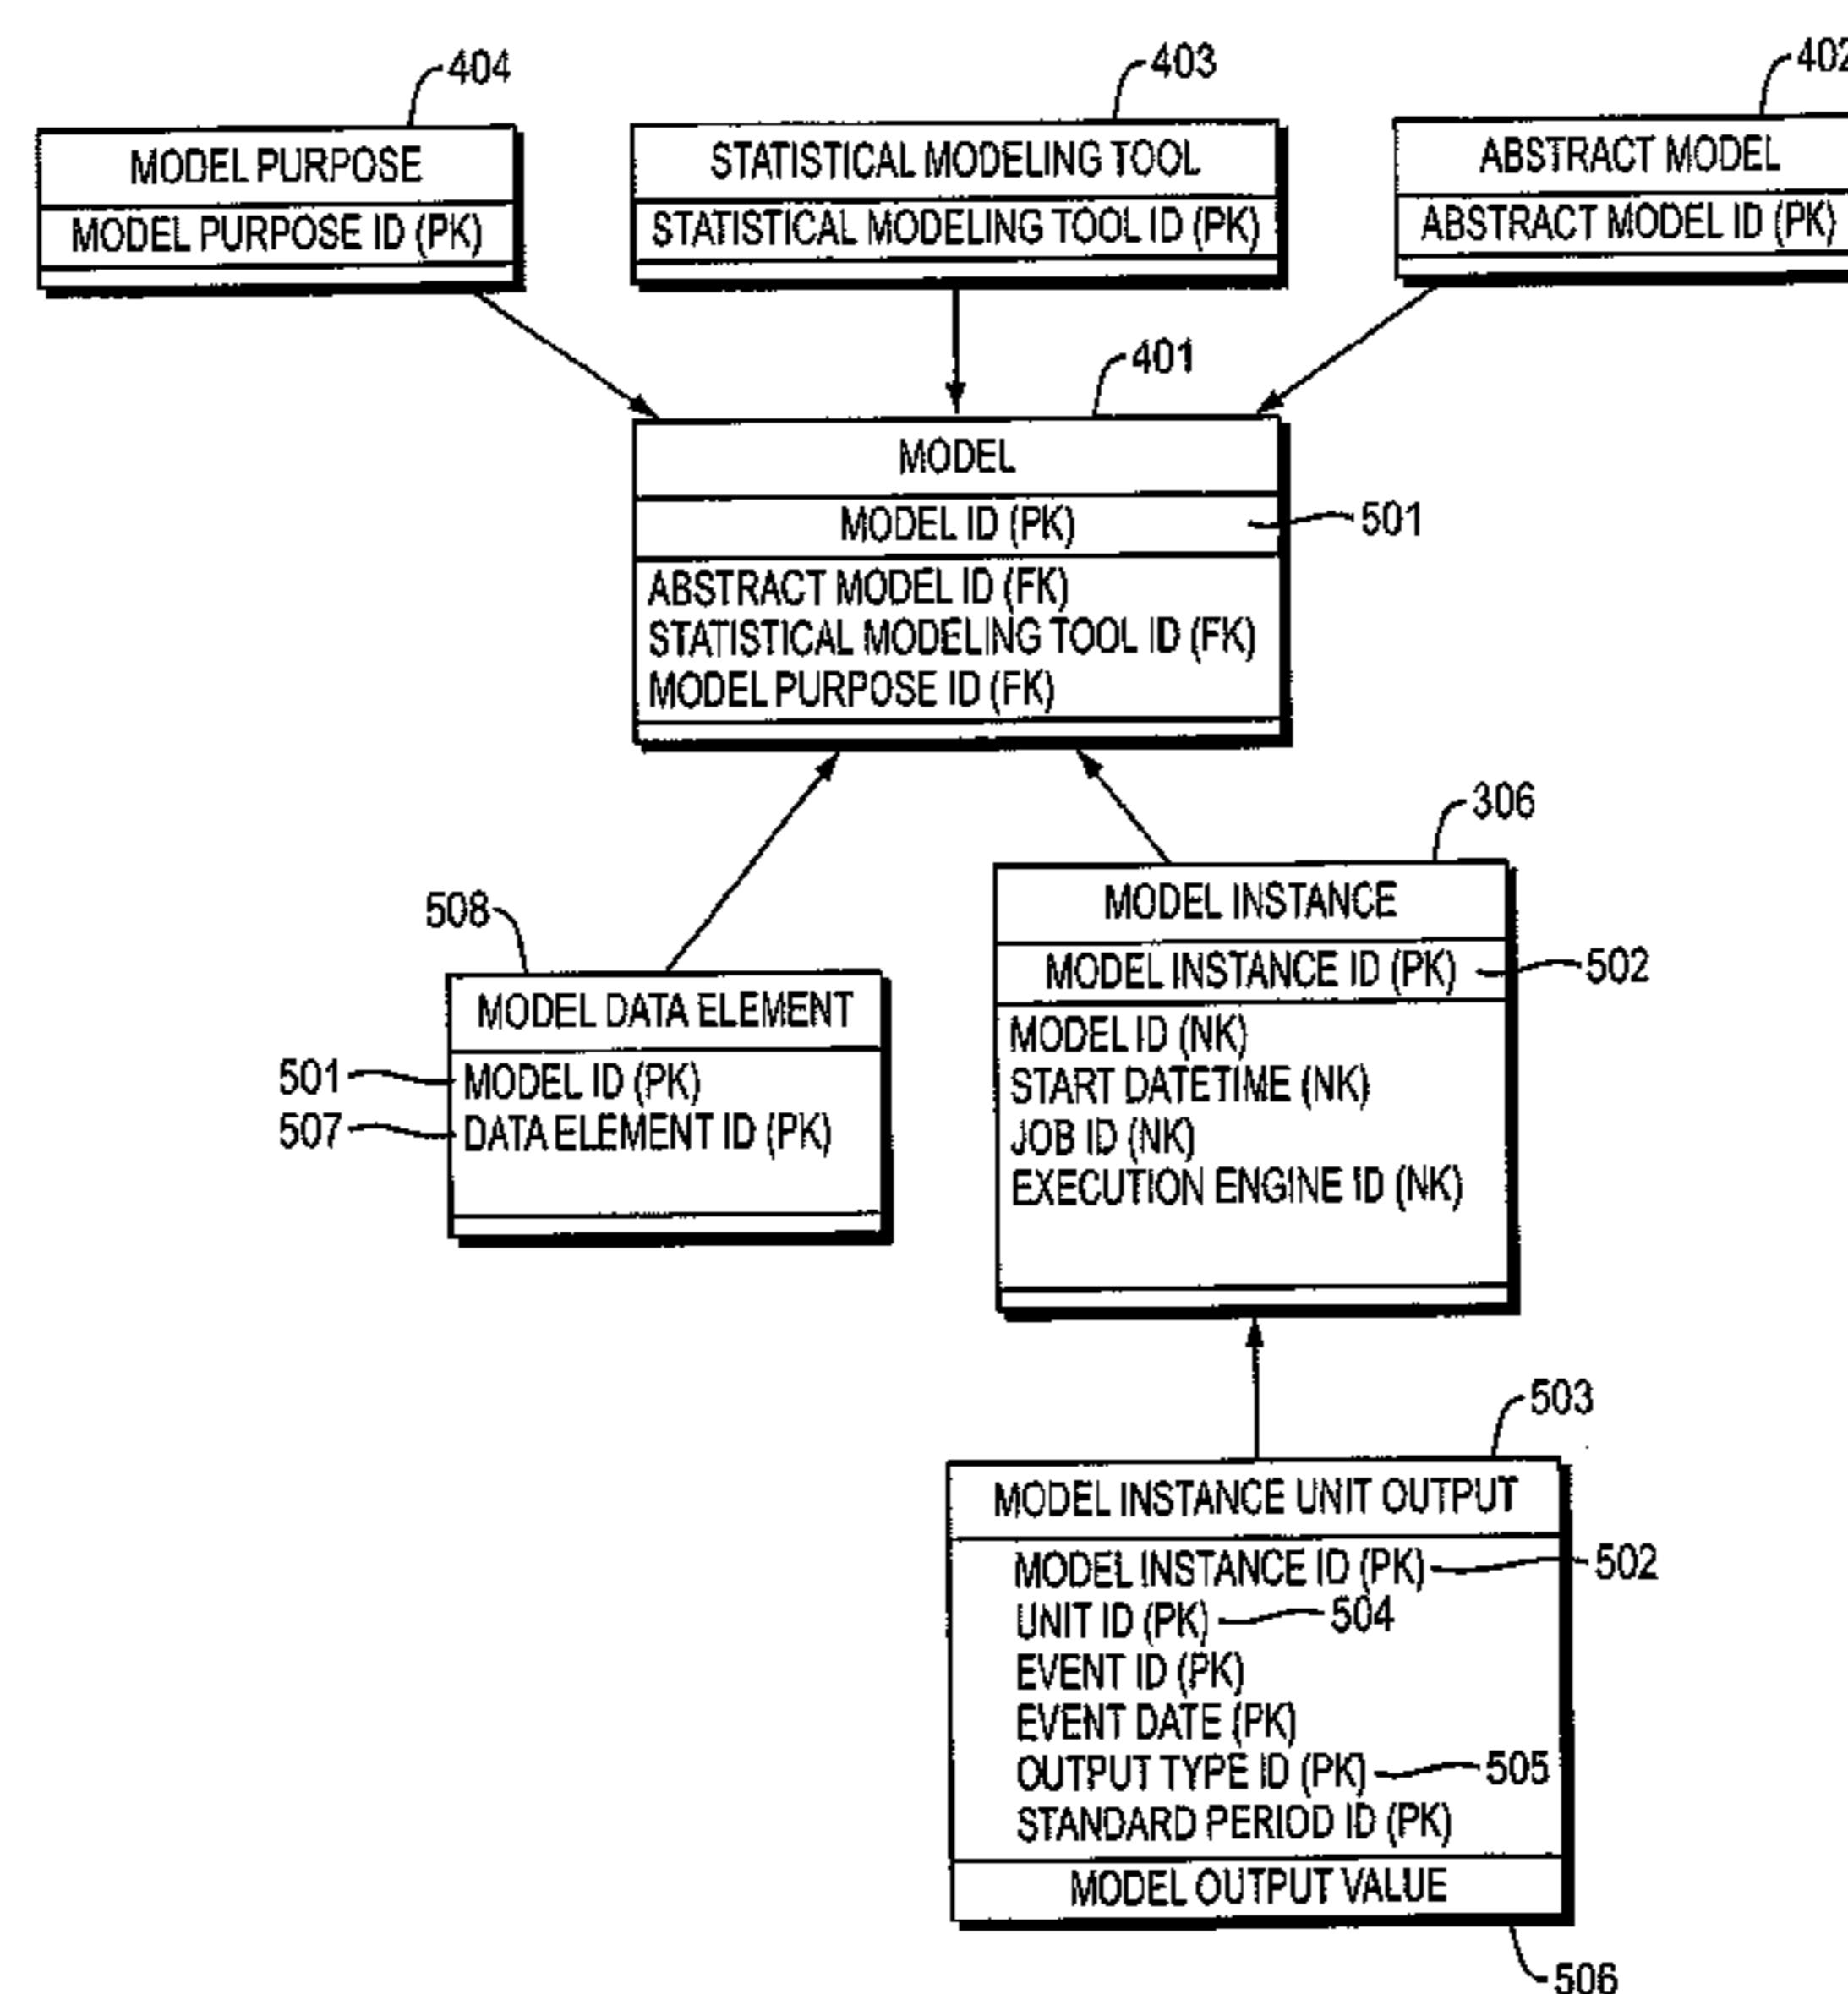 404
403
402
MODEL PURPOSE
MODEL PURPOSE ID (PK)
STATISTICAL MODELING TOOL
STATISTICAL MODELING TOOL ID (PK)
ABSTRACT MODEL
ABSTRACT MODEL ID (PK)
401
MODEL
MODEL ID (PK)
501
ABSTRACT MODEL ID (FK)
STATISTICAL MODELING TOOL ID (FK)
MODEL PURPOSE ID (FK)
508
MODEL DATA ELEMENT
501
MODEL ID (PK)
507
DATA ELEMENT ID (PK)
306
MODEL INSTANCE
MODEL INSTANCE ID (PK)
502
MODEL ID (NK)
START DATETIME (NK)
JOB ID (NK)
EXECUTION ENGINE ID (NK)
503
MODEL INSTANCE UNIT OUTPUT
MODEL INSTANCE ID (PK)
502
UNIT ID (PK)
504
EVENT ID (PK)
EVENT DATE (PK)
OUTPUT TYPE ID (PK)
505
STANDARD PERIOD ID (PK)
MODEL OUTPUT VALUE
506